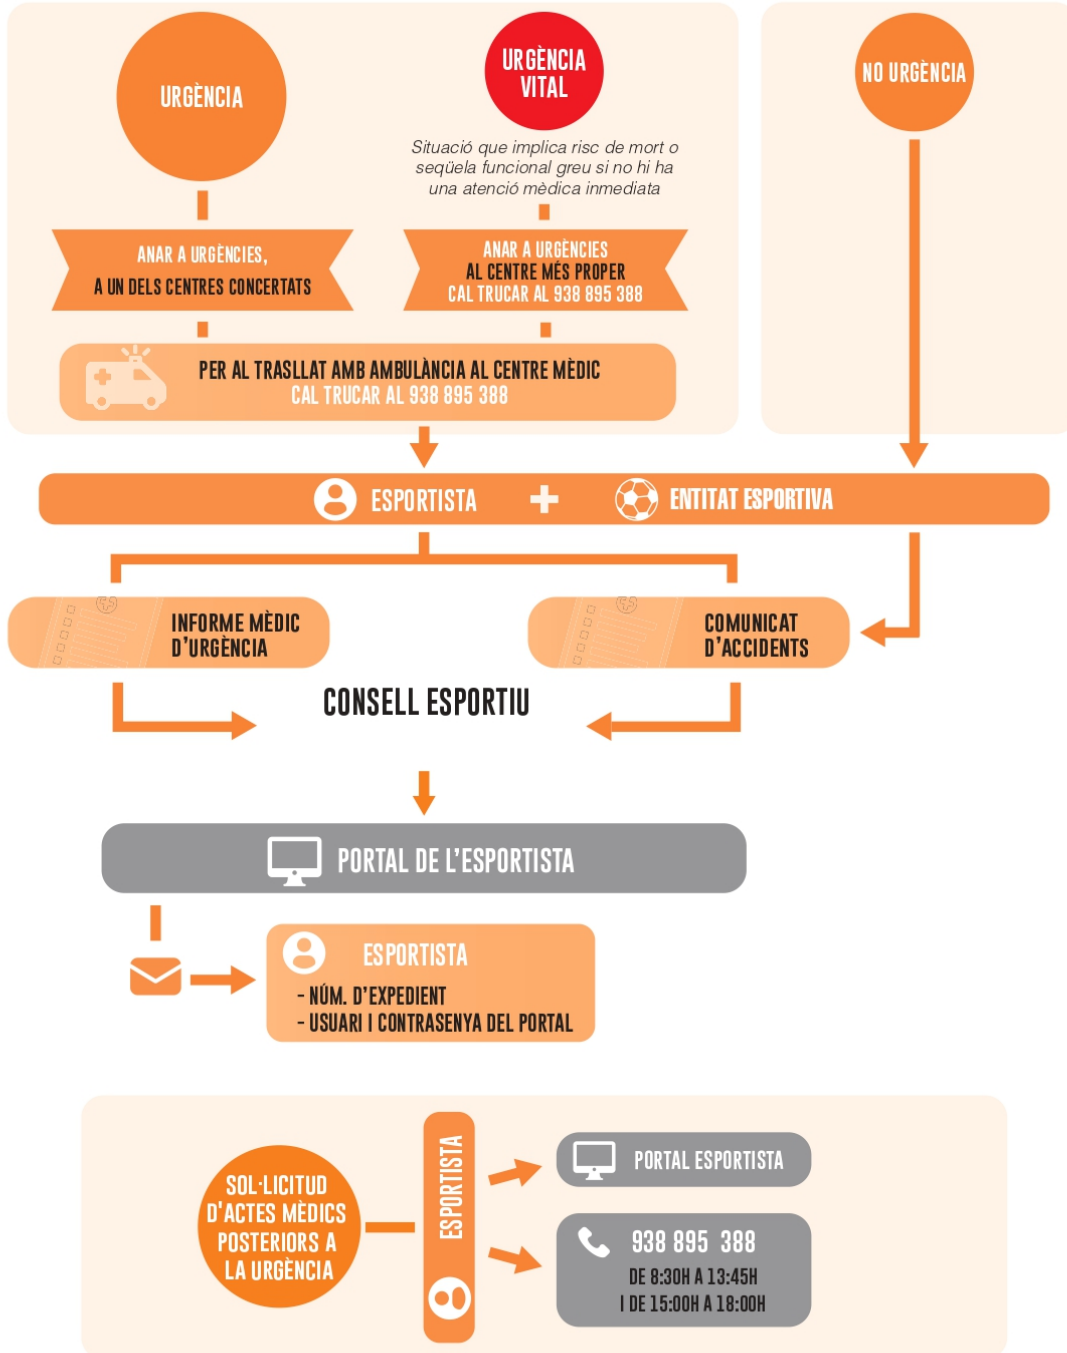 URGÈNCIA
URGÈNCIA
VITAL
NO URGÈNCIA
Situació que implica risc de mort o
seqüela funcional greu si no hi ha
una atenció mèdica inmediata
ANAR A URGÈNCIES,
A UN DELS CENTRES CONCERTATS
ANAR A URGÈNCIES
AL CENTRE MÉS PROPER
CAL TRUCAR AL 938 895 388
PER AL TRASLLAT AMB AMBULÀNCIA AL CENTRE MÈDIC
CAL TRUCAR AL 938 895 388
ESPORTISTA + ENTITAT ESPORTIVA
INFORME MÈDIC
D'URGÈNCIA
COMUNICAT
D'ACCIDENTS
CONSELL ESPORTIU
PORTAL DE L'ESPORTISTA
ESPORTISTA
- NÚM. D'EXPEDIENT
- USUARI I CONTRASENYA DEL PORTAL
SOL·LICITUD
D'ACTES MÈDICS
POSTERIORS A
LA URGÈNCIA
ESPORTISTA
PORTAL ESPORTISTA
938 895 388
DE 8:30H A 13:45H
I DE 15:00H A 18:00H